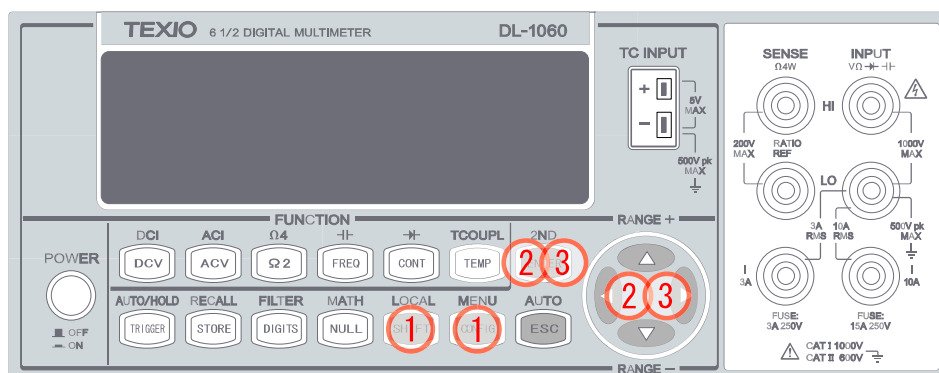 TEXIO 6 1/2 DIGITAL MULTIMETER DL-1060
TC INPUT
+
5V
MAX
−
500V pk
MAX
SENSE INPUT
Ω4W VΩ
HI
200V RATIO 1000V
MAX REF MAX
LO
3A 10A 500V pk
RMS RMS MAX
I I
3A 10A
FUSE: FUSE:
3A 250V 15A 250V
CAT I 1000V
CAT II 600V
FUNCTION
DCI ACI Ω4 TCOUPL 2ND
DCV ACV Ω2 FREQ CONT TEMP 2 3
POWER
OFF
ON
AUTO/HOLD RECALL FILTER MATH LOCAL MENU AUTO
TRIGGER STORE DIGITS NULL SHIFT 1 CONFIG 1 ESC
RANGE +
2 3
RANGE −